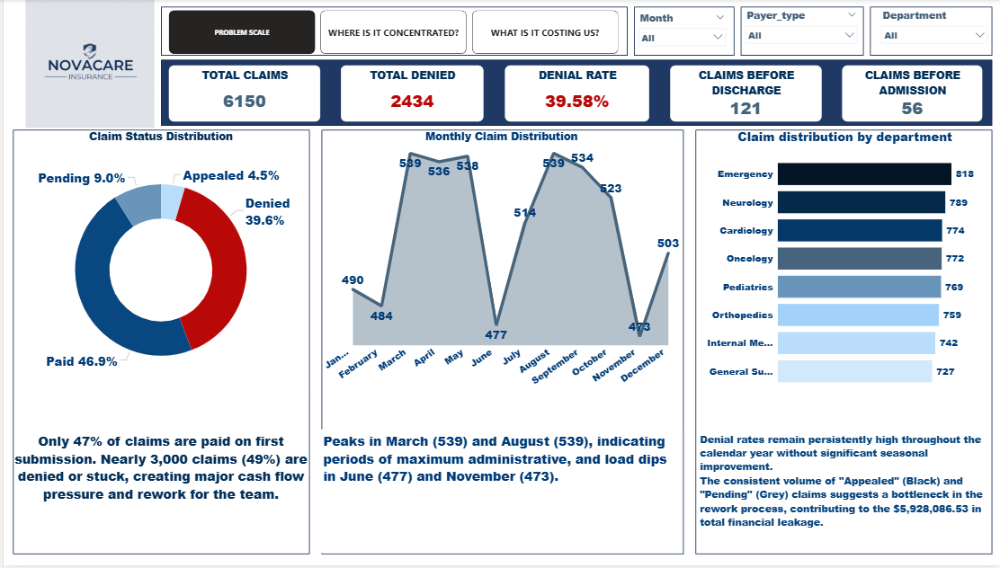 NOVACARE
INSURANCE
PROBLEM SCALE
WHERE IS IT CONCENTRATED?
WHAT IS IT COSTING US?
Month
All
Payer_type
All
Department
All
TOTAL CLAIMS
6150
TOTAL DENIED
2434
DENIAL RATE
39.58%
CLAIMS BEFORE
DISCHARGE
121
CLAIMS BEFORE
ADMISSION
56
Claim Status Distribution
Pending 9.0%
Appealed 4.5%
Denied
39.6%
Paid 46.9%
Only 47% of claims are paid on first
submission. Nearly 3,000 claims (49%) are
denied or stuck, creating major cash flow
pressure and rework for the team.
Monthly Claim Distribution
490
484
539
536
538
477
514
539
534
523
473
503
Jan...
February
March
April
May
June
July
August
September
October
November
December
Peaks in March (539) and August (539), indicating
periods of maximum administrative, and load dips
in June (477) and November (473).
Claim distribution by department
Emergency 818
Neurology 789
Cardiology 774
Oncology 772
Pediatrics 769
Orthopedics 759
Internal Me... 742
General Su... 727
Denial rates remain persistently high throughout the
calendar year without significant seasonal
improvement.
The consistent volume of "Appealed" (Black) and
"Pending" (Grey) claims suggests a bottleneck in the
rework process, contributing to the $5,928,086.53 in
total financial leakage.